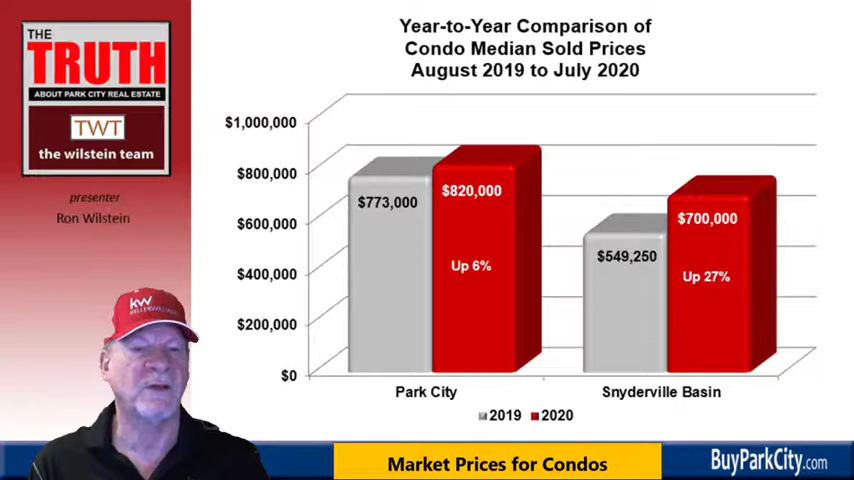 THE
TRUTH
ABOUT PARK CITY REAL ESTATE
TWT
the wilstein team
presenter
Ron Wilstein
Year-to-Year Comparison of
Condo Median Sold Prices
August 2019 to July 2020
$1,000,000
$800,000
$600,000
$400,000
$200,000
$0
$773,000
$820,000
Up 6%
$549,250
$700,000
Up 27%
Park City
Snyderville Basin
2019
2020
kw
KELLERWILLIAMS
Market Prices for Condos
BuyParkCity.com